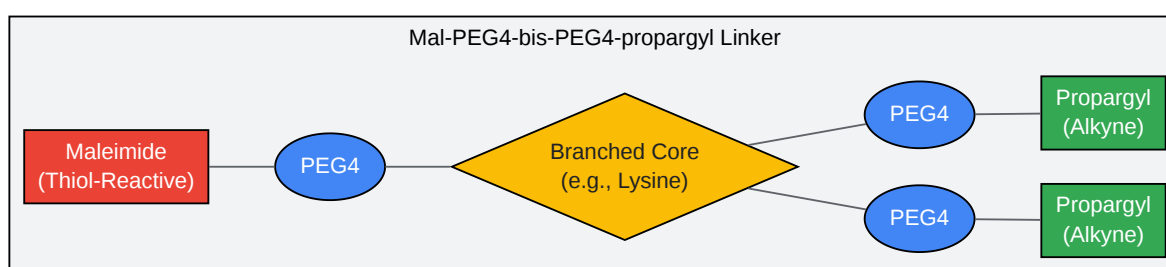 Mal-PEG4-bis-PEG4-propargyl Linker
Maleimide
(Thiol-Reactive)
PEG4
Branched Core
(e.g., Lysine)
PEG4
Propargyl
(Alkyne)
PEG4
Propargyl
(Alkyne)